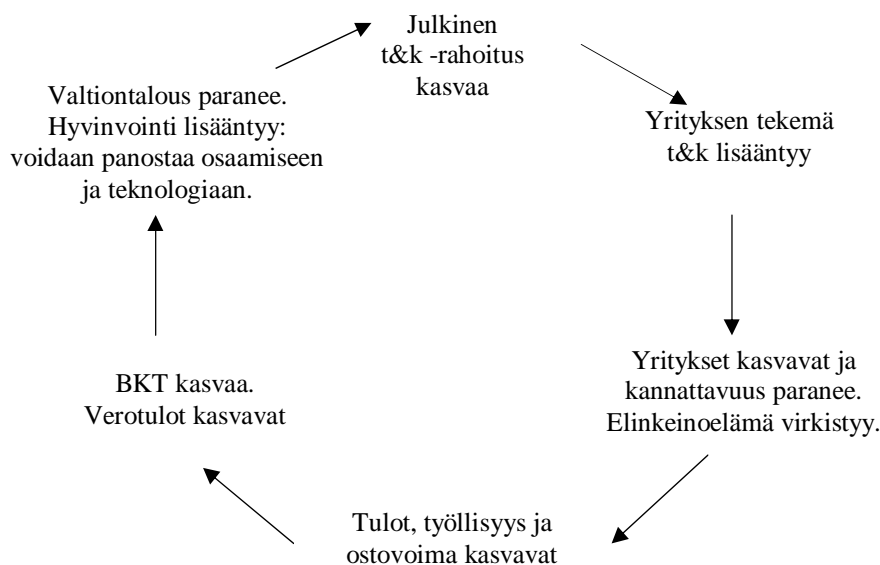 Julkinen
t&k -rahoitus
kasvaa
Yrityksen tekemä
t&k lisääntyy
Yritykset kasvavat ja
kannattavuus paranee.
Elinkeinoelämä virkistyy.
Tulot, työllisyys ja
ostovoima kasvavat
BKT kasvaa.
Verotulot kasvavat
Valtiontalous paranee.
Hyvinvointi lisääntyy:
voidaan panostaa osaamiseen
ja teknologiaan.